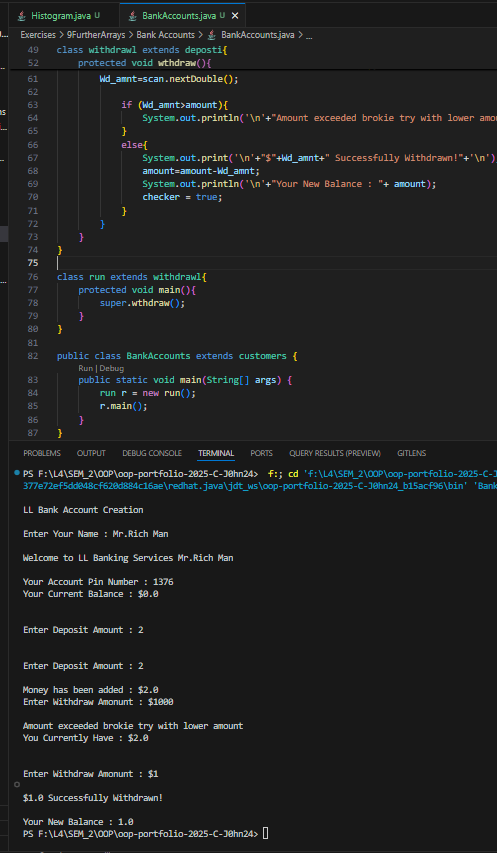 Histogram.java U
BankAccounts.java U
Exercises > 9FurtherArrays > Bank Accounts > BankAccounts.java > ...
49 class withdrawl extends deposti{
52 protected void wthdraw(){
61 Wd_amnt=scan.nextDouble();
62
63 if (Wd_amnt>amount){
64 System.out.println('\n'+"Amount exceeded brokie try with lower amou
65 }
66 else{
67 System.out.print('\n'+"$"+Wd_amnt+" Successfully Withdrawn!"+'\n')
68 amount=amount-Wd_amnt;
69 System.out.println('\n'+"Your New Balance : "+ amount);
70 checker = true;
71 }
72 }
73 }
74 }
75
76 class run extends withdrawl{
77 protected void main(){
78 super.wthdraw();
79 }
80 }
81
82 public class BankAccounts extends customers {
Run | Debug
83 public static void main(String[] args) {
84 run r = new run();
85 r.main();
86 }
87 }
PROBLEMS OUTPUT DEBUG CONSOLE TERMINAL PORTS QUERY RESULTS (PREVIEW) GITLENS
PS F:\L4\SEM_2\OOP\oop-portfolio-2025-C-J0hn24> f:; cd 'f:\L4\SEM_2\OOP\oop-portfolio-2025-C-J
377e72ef5dd048cf620d884c16ae\redhat.java\jdt_ws\oop-portfolio-2025-C-J0hn24_b15acf96\bin' 'Bank
LL Bank Account Creation
Enter Your Name : Mr.Rich Man
Welcome to LL Banking Services Mr.Rich Man
Your Account Pin Number : 1376
Your Current Balance : $0.0
Enter Deposit Amount : 2
Enter Deposit Amount : 2
Money has been added : $2.0
Enter Withdraw Amonunt : $1000
Amount exceeded brokie try with lower amount
You Currently Have : $2.0
Enter Withdraw Amonunt : $1
$1.0 Successfully Withdrawn!
Your New Balance : 1.0
PS F:\L4\SEM_2\OOP\oop-portfolio-2025-C-J0hn24>